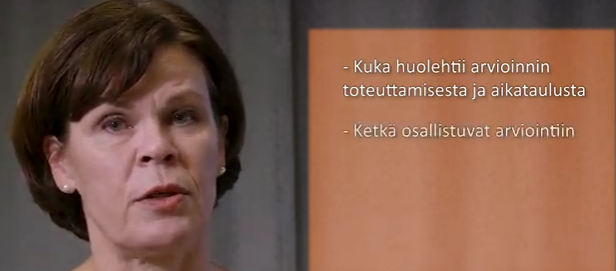 - Kuka huolehtii arvioinnin
toteuttamisesta ja aikataulusta
- Ketkä osallistuvat arviointiin